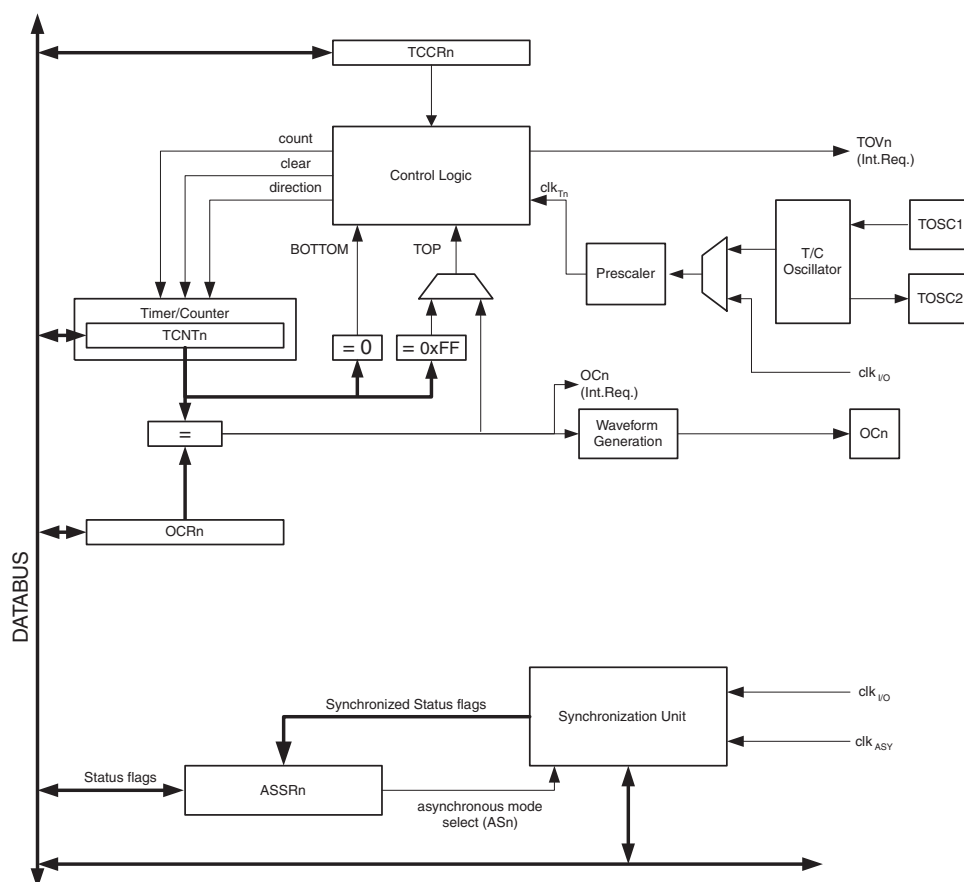 TCCRn
count
clear
direction
Control Logic
TOVn
(Int.Req.)
clkTn
BOTTOM
TOP
Prescaler
T/C
Oscillator
TOSC1
TOSC2
Timer/Counter
TCNTn
= 0
= 0xFF
OCn
(Int.Req.)
clkI/O
=
Waveform
Generation
OCn
OCRn
DATABUS
Synchronized Status flags
Synchronization Unit
clkI/O
clkASY
Status flags
ASSRn
asynchronous mode
select (ASn)